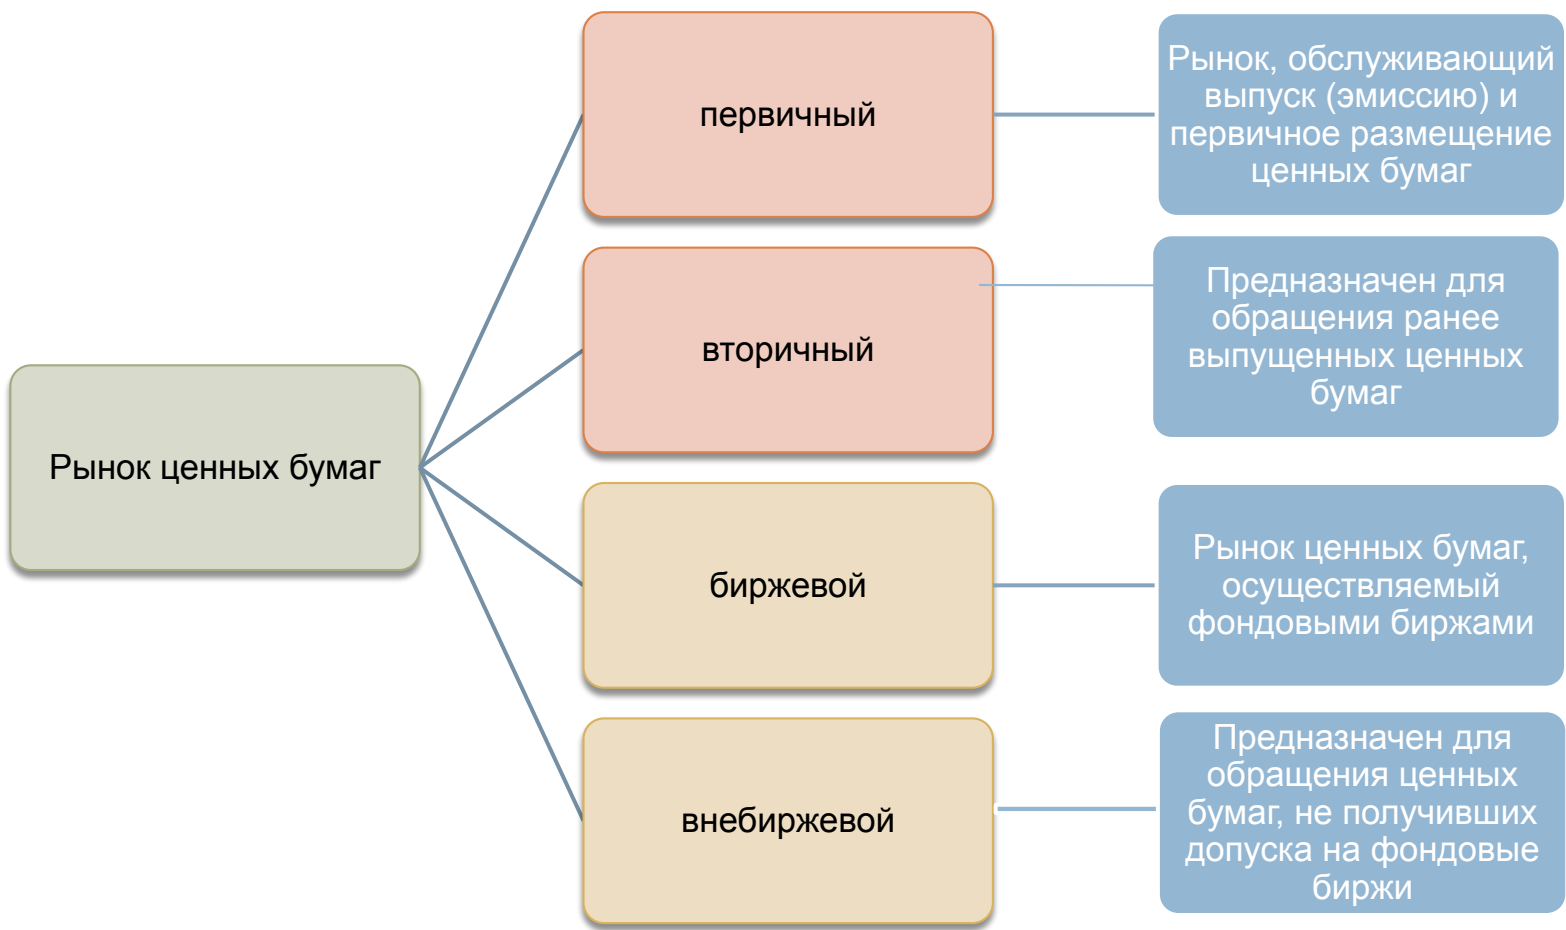 Рынок ценных бумаг
первичный
Рынок, обслуживающий
выпуск (эмиссию) и
первичное размещение
ценных бумаг
вторичный
Предназначен для
обращения ранее
выпущенных ценных
бумаг
биржевой
Рынок ценных бумаг,
осуществляемый
фондовыми биржами
внебиржевой
Предназначен для
обращения ценных
бумаг, не получивших
допуска на фондовые
биржи